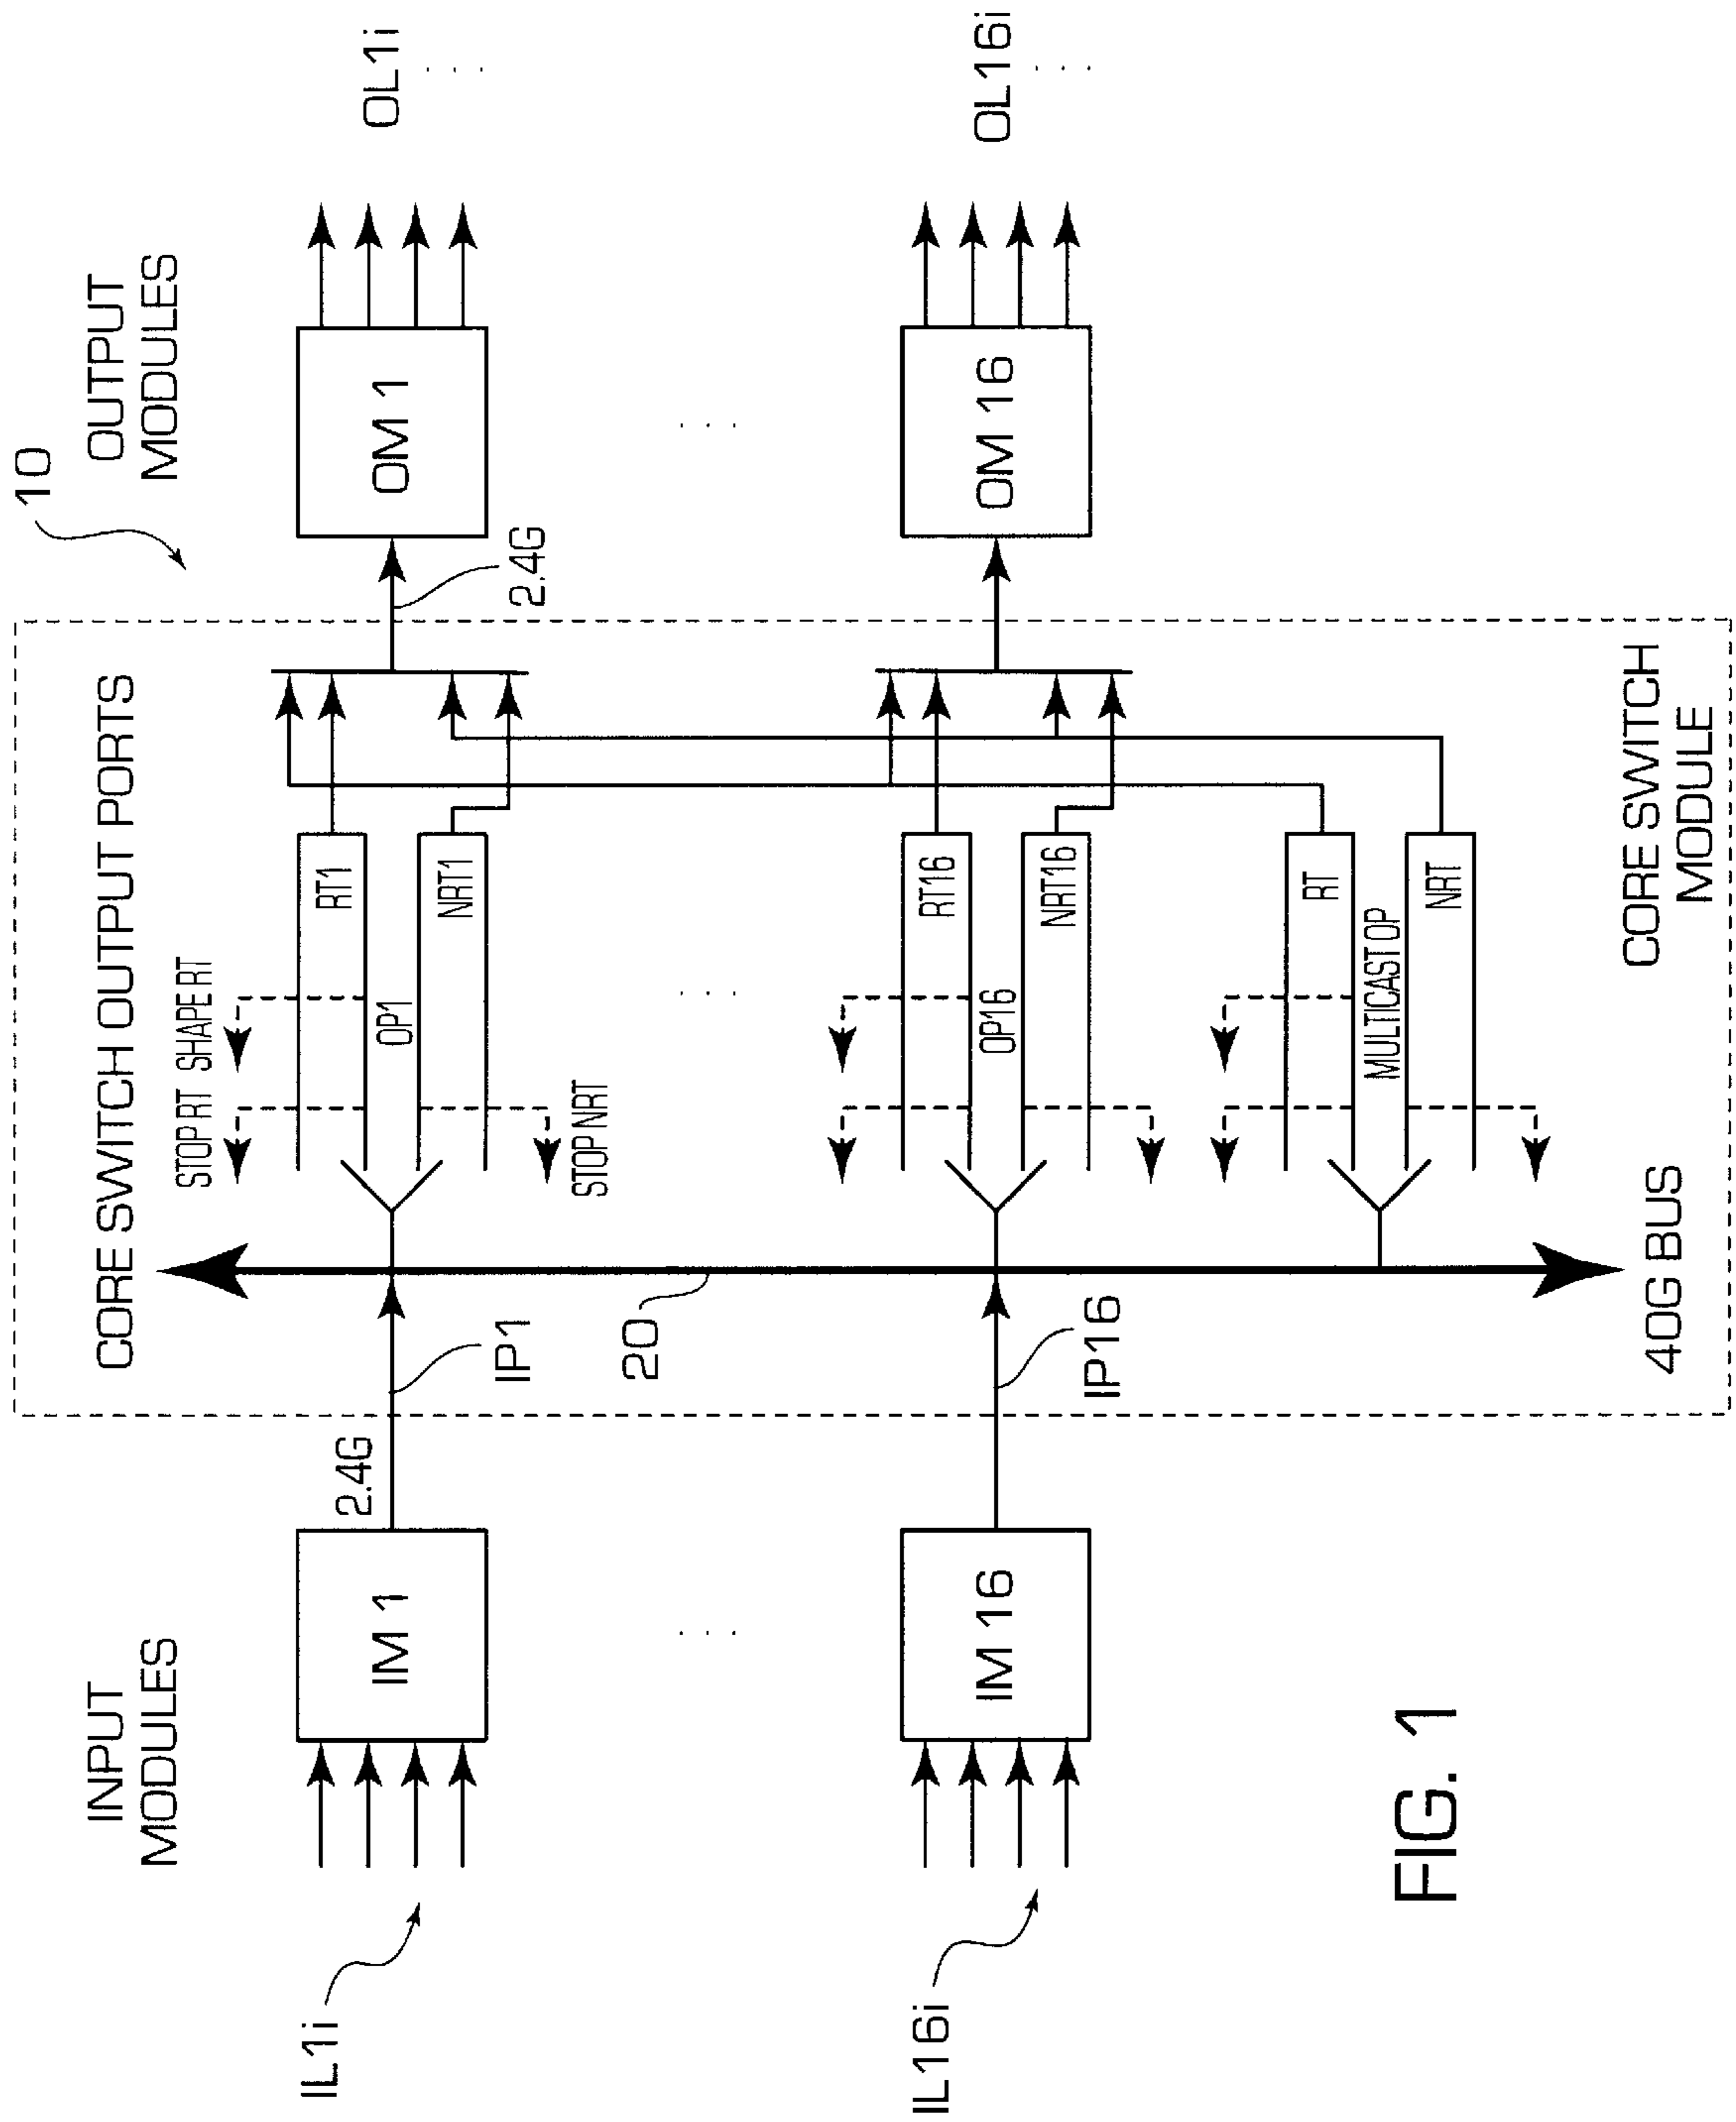 10
INPUT
MODULES
CORE SWITCH OUTPUT PORTS
OUTPUT
MODULES
IL1i
IM 1
2.4G
IP1
STOP RT SHAPE RT
RT1
OP1
NRT1
STOP NRT
2.4G
OM 1
OL1i
20
IL16i
IM 16
IP16
RT16
OP16
NRT16
OM 16
OL16i
RT
MULTICAST OP
NRT
40G BUS
CORE SWITCH
MODULE
FIG. 1